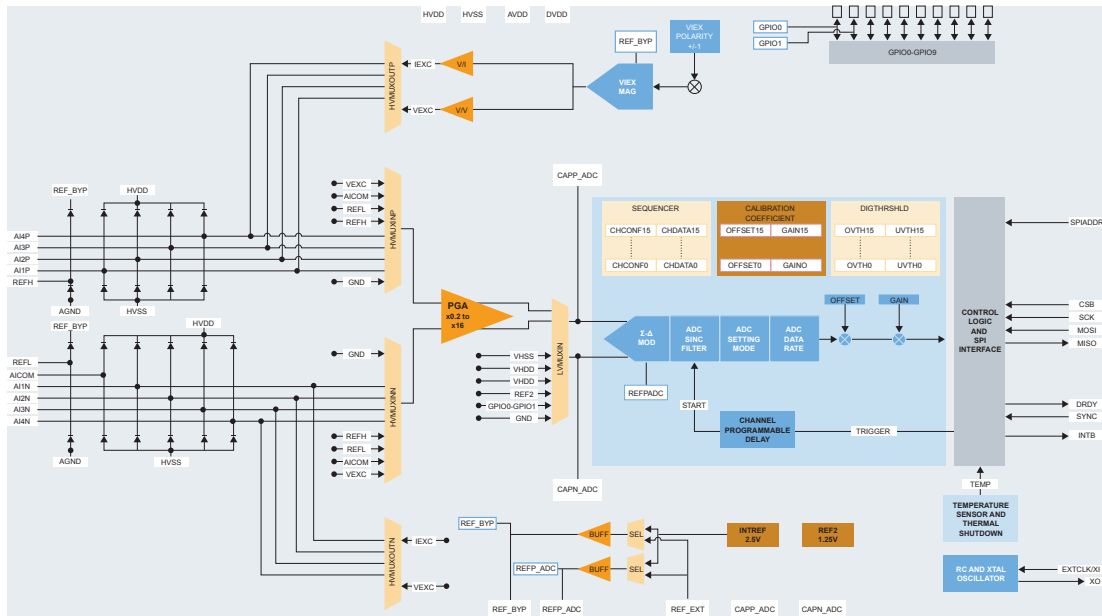 HVDD HVSS AVDD DVDD
VIEX
POLARITY
+/-1
REF_BYP
GPIO0
GPIO1
GPIO0-GPIO9
HVMUXOUTP
IEXC
V/I
VIEX
MAG
VEXC
V/V
CAPP_ADC
REF_BYP
HVDD
VEXC
AICOM
REFL
REFH
HVMUXINP
GND
AI4P
AI3P
AI2P
AI1P
REFH
AGND
HVSS
SEQUENCER
CHCONF15 CHDATA15
CHCONF0 CHDATA0
CALIBRATION
COEFFICIENT
OFFSET15 GAIN15
OFFSET0 GAINO
DIGTHRSHLD
OVTH15 UVTH15
OVTH0 UVTH0
SPIADDR
PGA
x0.2 to
x16
REF_BYP
HVDD
GND
HVMUXINN
LVMUXIN
VHSS
VHDD
VHDD
REF2
GPIO0-GPIO1
GND
Σ-Δ
MOD
ADC
SINC
FILTER
ADC
SETTING
MODE
ADC
DATA
RATE
OFFSET
GAIN
CONTROL
LOGIC
AND
SPI
INTERFACE
CSB
SCK
MOSI
MISO
REFL
AICOM
AI1N
AI2N
AI3N
AI4N
AGND
HVSS
REFH
REFL
AICOM
VEXC
REFPADC
START
CHANNEL
PROGRAMMABLE
DELAY
TRIGGER
DRDY
SYNC
INTB
CAPN_ADC
TEMP
TEMPERATURE
SENSOR AND
THERMAL
SHUTDOWN
HVMUXOUTN
IEXC
VEXC
REF_BYP
BUFF
SEL
REFP_ADC
BUFF
SEL
INTREF
2.5V
REF2
1.25V
RC AND XTAL
OSCILLATOR
EXTCLK/XI
XO
REF_BYP REFP_ADC REF_EXT CAPP_ADC CAPN_ADC